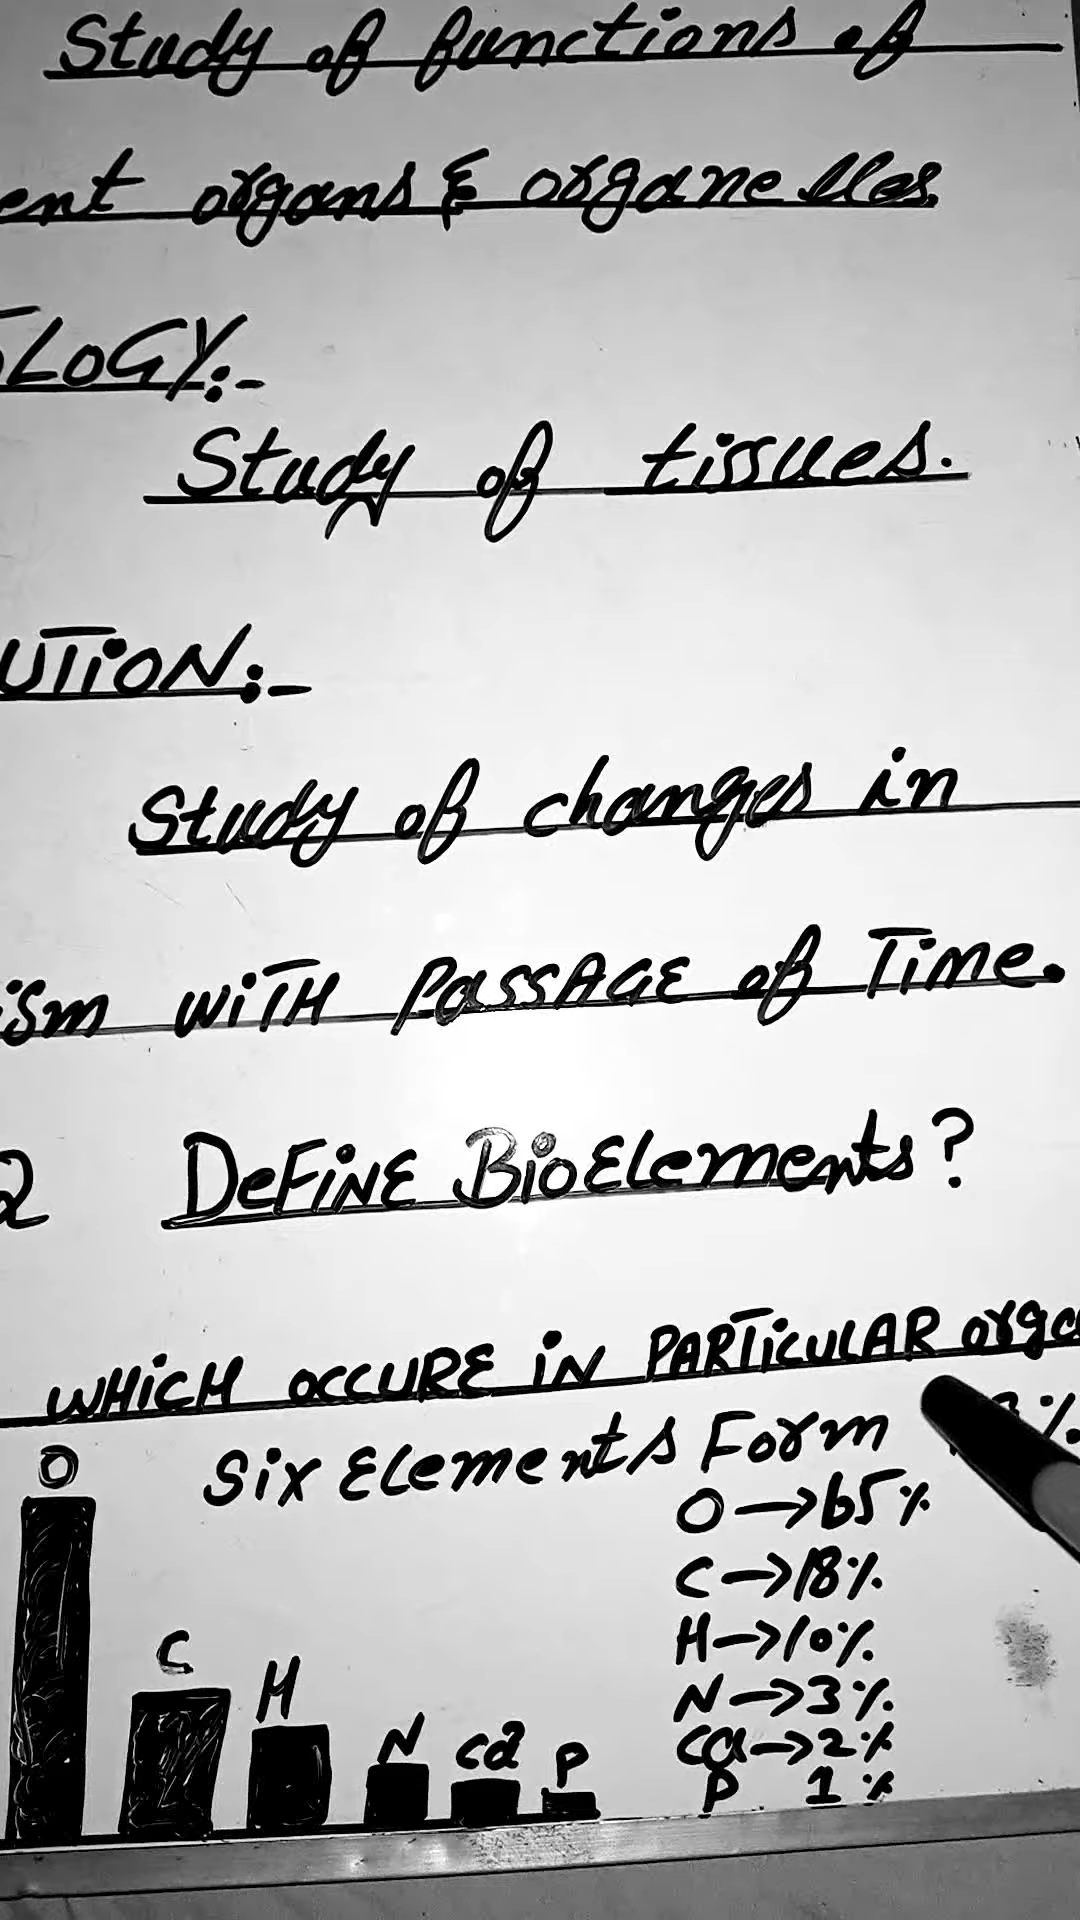 Study of functions of
ent organs & organelles.
LOGY:-
Study of tissues.
UTION:-
Study of changes in
ism WITH PASSAGE of Time.
2 DEFINE BioElements?
WHICH OCCURE IN PARTICULAR orga
Six Elements Form %.
O
O→65%
C→18%
C
H→10%
H
N→3%
N Ca P
Ca→2%
P 1%